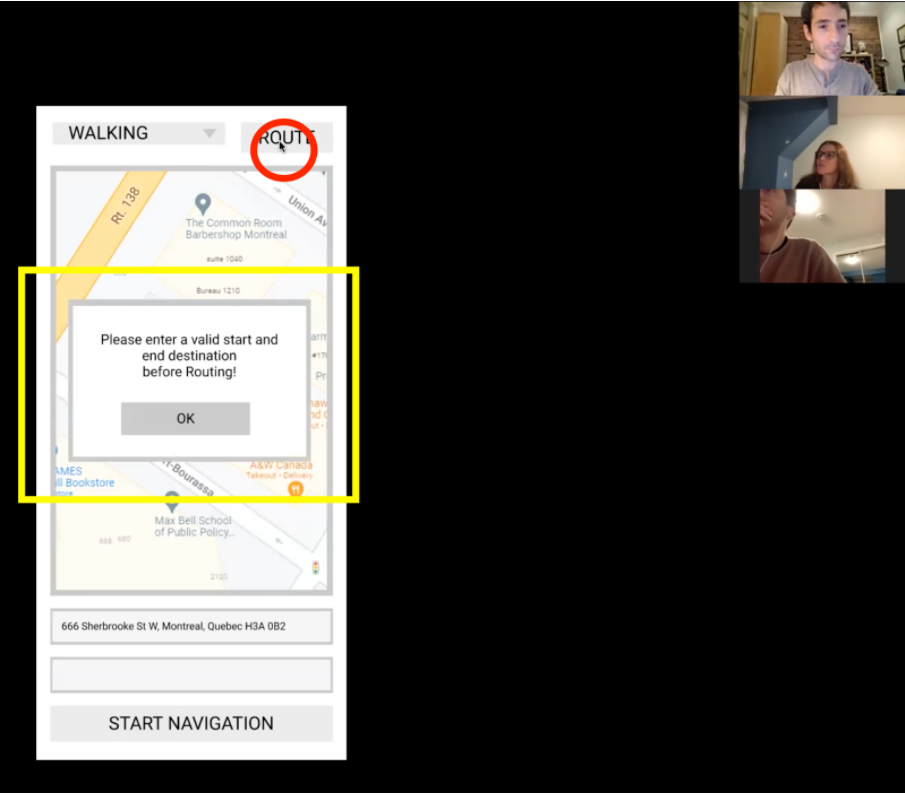 WALKING
ROUTE
Rt. 138
Union Av
The Common Room
Barbershop Montreal
suite 1040
Bureau 1210
Please enter a valid start and
end destination
before Routing!
OK
arm
#170
Pr
A&W Canada
Takeout - Delivery
AMES
ill Bookstore
store
t-Bourassa
Max Bell School
of Public Policy...
668 680
2100
666 Sherbrooke St W, Montreal, Quebec H3A 0B2
START NAVIGATION